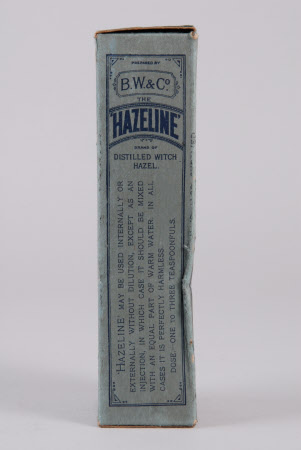 PREPARED BY
B.W.& Co.
THE
'HAZELINE'
BRAND OF
DISTILLED WITCH
HAZEL.
'HAZELINE' MAY BE USED INTERNALLY OR
EXTERNALLY WITHOUT DILUTION, EXCEPT AS AN
INJECTION, IN WHICH CASE IT SHOULD BE MIXED
WITH AN EQUAL PART OF WARM WATER. IN ALL
CASES IT IS PERFECTLY HARMLESS.
DOSE.-ONE TO THREE TEASPOONFULS.